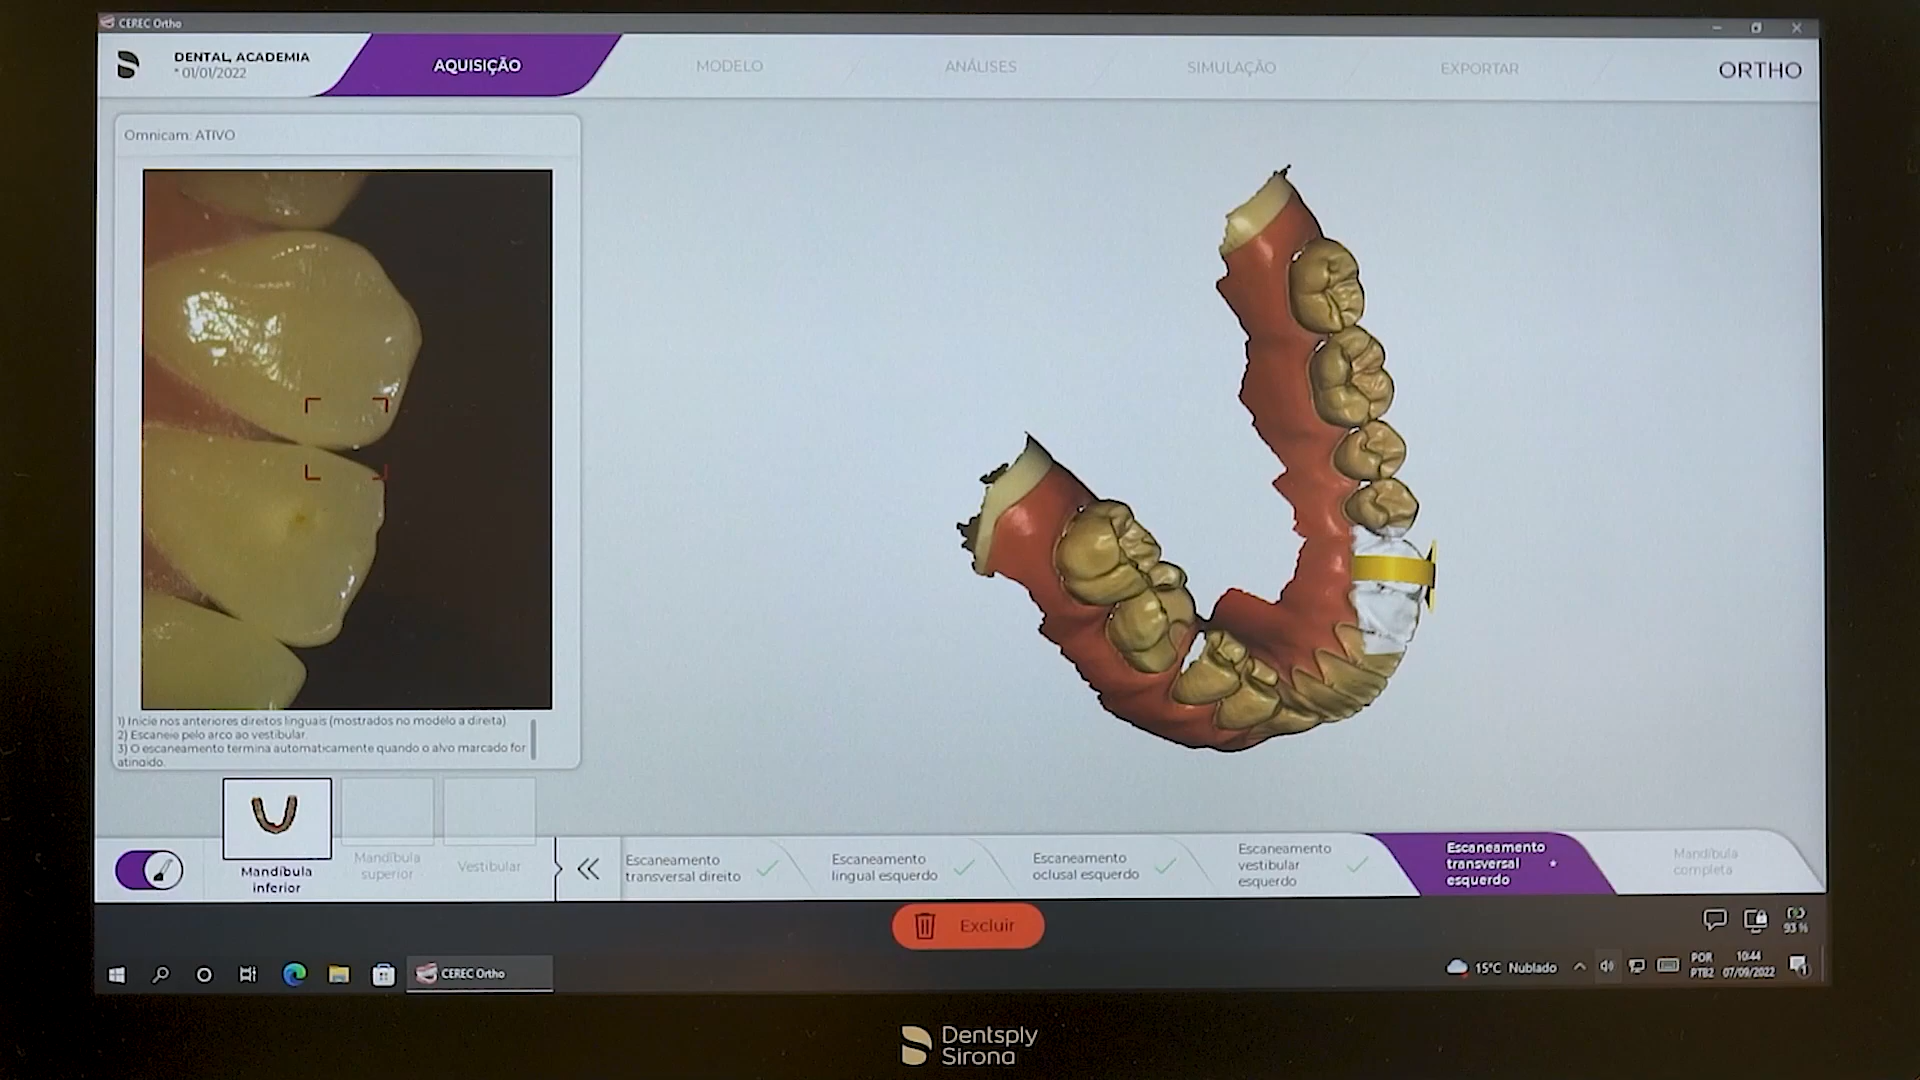 CEREC Ortho
DENTAL, ACADEMIA
* 01/01/2022
AQUISIÇÃO
MODELO
ANÁLISES
SIMULAÇÃO
EXPORTAR
ORTHO
Omnicam: ATIVO
1) Inicie nos anteriores direitos linguais (mostrados no modelo a direita)
2) Escaneie pelo arco ao vestibular.
3) O escaneamento termina automaticamente quando o alvo marcado for
atingido.
Mandíbula
inferior
Mandíbula
superior
Vestibular
Escaneamento
transversal direito
Escaneamento
lingual esquerdo
Escaneamento
oclusal esquerdo
Escaneamento
vestibular
esquerdo
Escaneamento
transversal
esquerdo
*
Mandíbula
completa
Excluir
93 %
CEREC Ortho
15°C Nublado
POR
PTB2
10:44
07/09/2022
1
Dentsply
Sirona